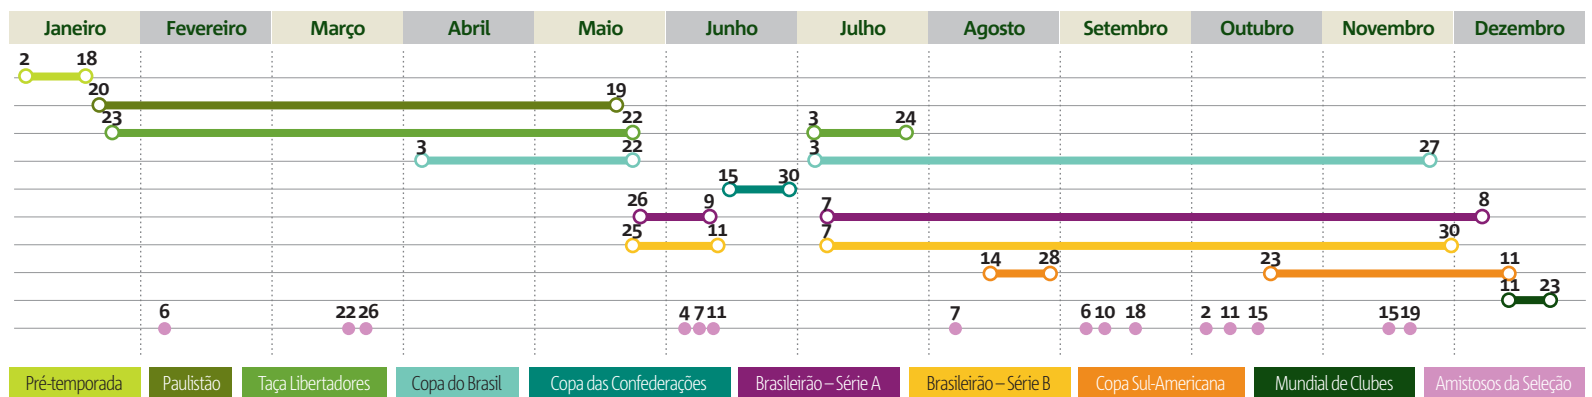 Janeiro Fevereiro Março Abril Maio Junho Julho Agosto Setembro Outubro Novembro Dezembro
2 18
20 19
23 22 3 24
3 22 3 27
15 30
26 9 7 8
25 11 7 30
14 28 23 11
11 23
6 22 26 4 7 11 7 6 10 18 2 11 15 15 19
Pré-temporada Paulistão Taça Libertadores Copa do Brasil Copa das Confederações Brasileirão – Série A Brasileirão – Série B Copa Sul-Americana Mundial de Clubes Amistosos da Seleção